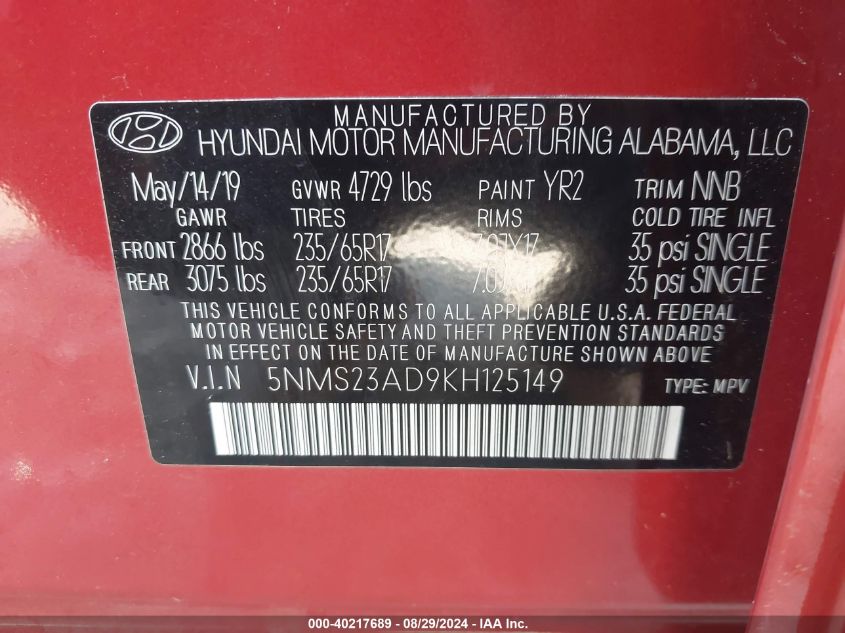 MANUFACTURED BY
HYUNDAI MOTOR MANUFACTURING ALABAMA, LLC
May/14/19 GVWR 4729 lbs PAINT YR2 TRIM NNB
GAWR TIRES RIMS COLD TIRE INFL
FRONT 2866 lbs 235/65R17 7.0JX17 35 psi SINGLE
REAR 3075 lbs 235/65R17 35 psi SINGLE
THIS VEHICLE CONFORMS TO ALL APPLICABLE U.S.A. FEDERAL
MOTOR VEHICLE SAFETY AND THEFT PREVENTION STANDARDS
IN EFFECT ON THE DATE OF MANUFACTURE SHOWN ABOVE
V.I.N 5NMS23AD9KH125149 TYPE: MPV
000-40217689 - 08/29/2024 - IAA Inc.